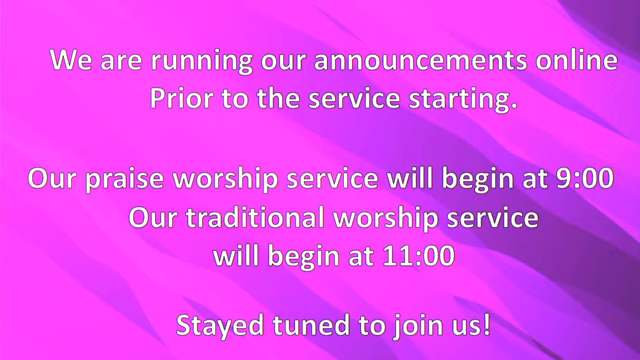 We are running our announcements online
Prior to the service starting.
Our praise worship service will begin at 9:00
Our traditional worship service
will begin at 11:00
Stayed tuned to join us!